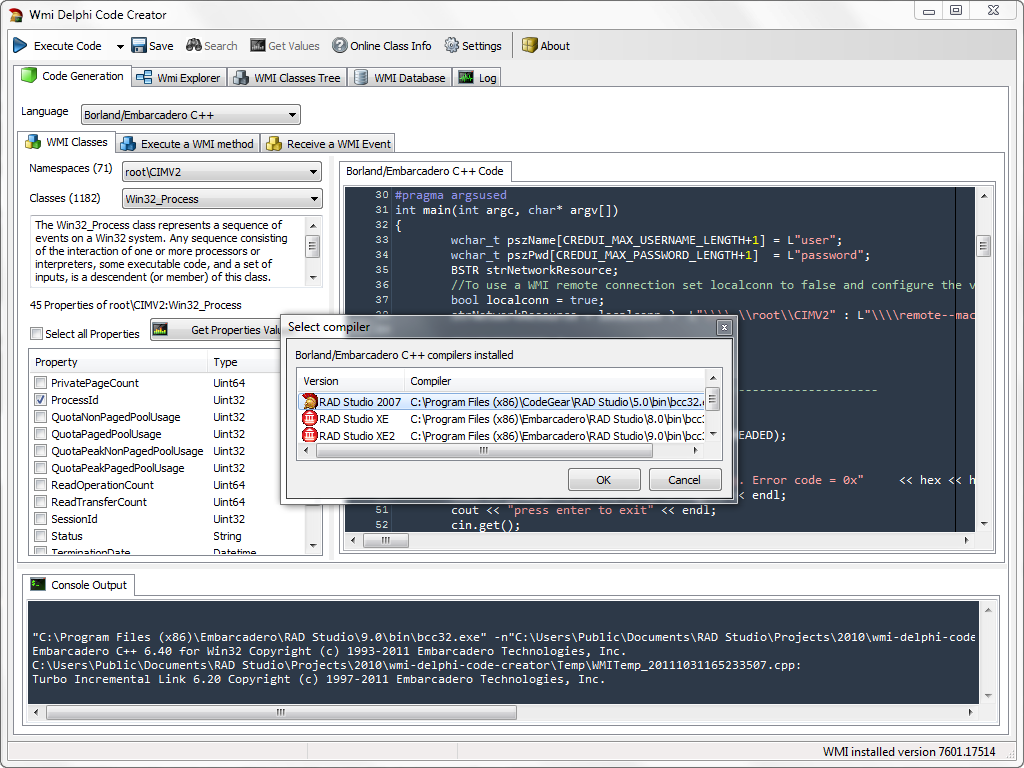 Wmi Delphi Code Creator
Execute Code Save Search Get Values Online Class Info Settings About
Code Generation Wmi Explorer WMI Classes Tree WMI Database Log
Language Borland/Embarcadero C++
WMI Classes Execute a WMI method Receive a WMI Event
Namespaces (71) root\CIMV2
Classes (1182) Win32_Process
The Win32_Process class represents a sequence of
events on a Win32 system. Any sequence consisting
of the interaction of one or more processors or
interpreters, some executable code, and a set of
inputs, is a descendent (or member) of this class.
45 Properties of root\CIMV2:Win32_Process
Select all Properties Get Properties
Property Type
PrivatePageCount Uint64
ProcessId Uint32
QuotaNonPagedPoolUsage Uint32
QuotaPagedPoolUsage Uint32
QuotaPeakNonPagedPoolUsage Uint32
QuotaPeakPagedPoolUsage Uint32
ReadOperationCount Uint64
ReadTransferCount Uint64
SessionId Uint32
Status String
TerminationDate Datetime
Borland/Embarcadero C++ Code
30 #pragma argsused
31 int main(int argc, char* argv[])
32 {
33 wchar_t pszName[CREDUI_MAX_USERNAME_LENGTH+1] = L"user";
34 wchar_t pszPwd[CREDUI_MAX_PASSWORD_LENGTH+1] = L"password";
35 BSTR strNetworkResource;
36 //To use a WMI remote connection set localconn to false and configure the v
37 bool localconn = true;
strNetworkResource = localconn ? L"\\\\.\\root\\CIMV2" : L"\\\\remote--mac
--------------------
EADED);
. Error code = 0x" << hex << h
< endl;
51 cout << "press enter to exit" << endl;
52 cin.get();
Select compiler
Borland/Embarcadero C++ compilers installed
Version Compiler
RAD Studio 2007 C:\Program Files (x86)\CodeGear\RAD Studio\5.0\bin\bcc32.e
RAD Studio XE C:\Program Files (x86)\Embarcadero\RAD Studio\8.0\bin\bcc3
RAD Studio XE2 C:\Program Files (x86)\Embarcadero\RAD Studio\9.0\bin\bcc3
OK Cancel
Console Output
"C:\Program Files (x86)\Embarcadero\RAD Studio\9.0\bin\bcc32.exe" -n"C:\Users\Public\Documents\RAD Studio\Projects\2010\wmi-delphi-code
Embarcadero C++ 6.40 for Win32 Copyright (c) 1993-2011 Embarcadero Technologies, Inc.
C:\Users\Public\Documents\RAD Studio\Projects\2010\wmi-delphi-code-creator\Temp\WMITemp_20111031165233507.cpp:
Turbo Incremental Link 6.20 Copyright (c) 1997-2011 Embarcadero Technologies, Inc.
WMI installed version 7601.17514